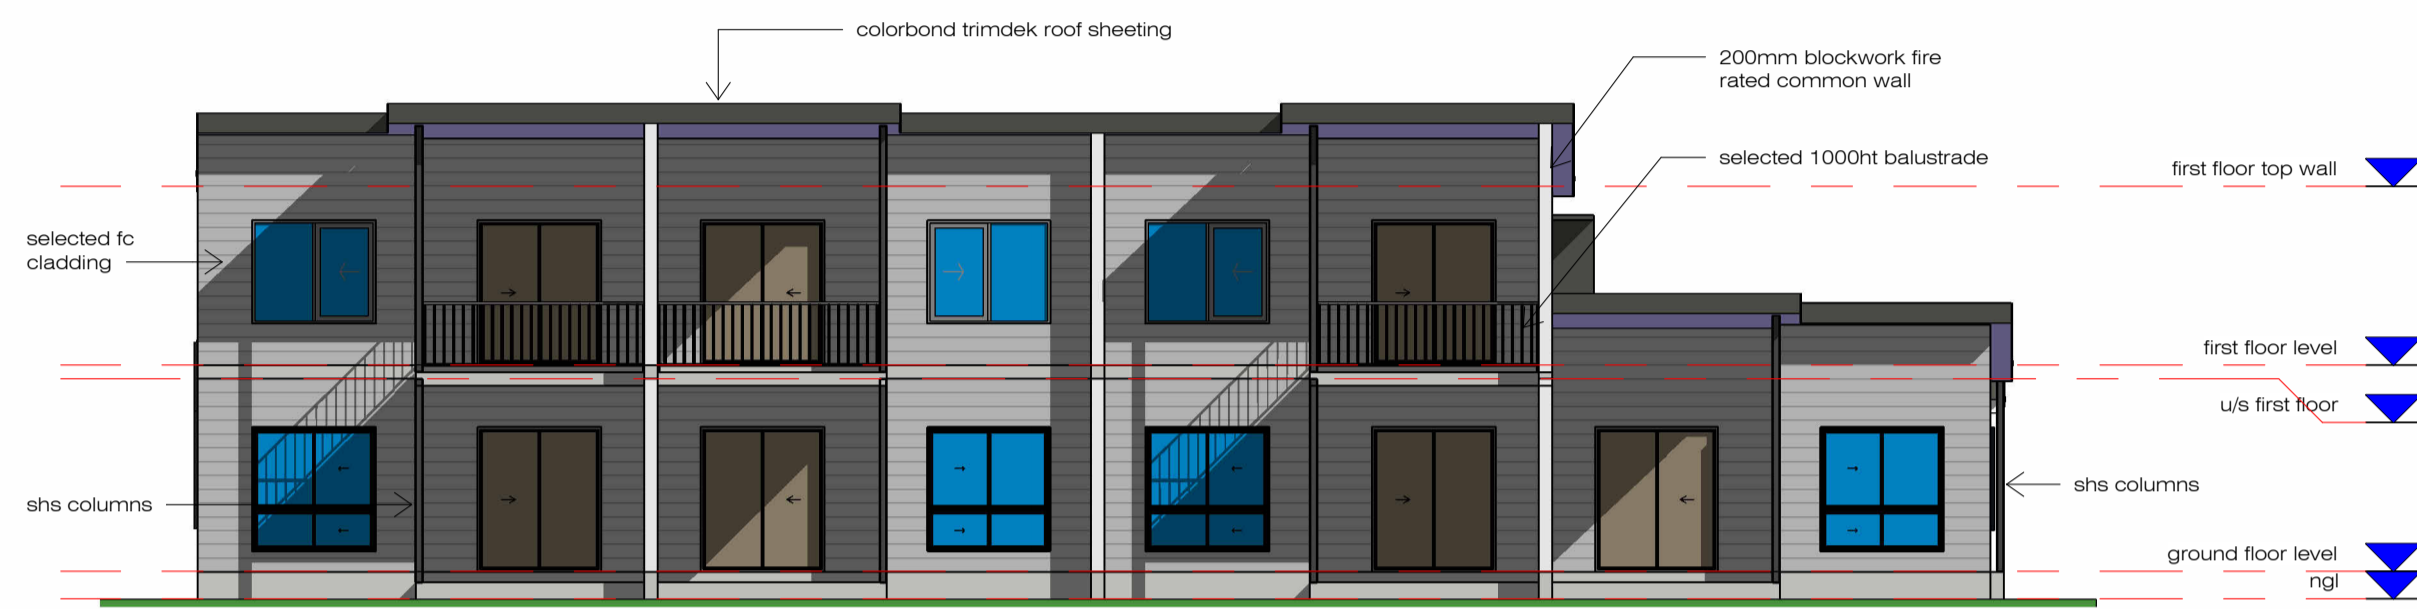 colorbond trimdek roof sheeting
200mm blockwork fire
rated common wall
selected 1000ht balustrade
first floor top wall
selected fc
cladding
first floor level
u/s first floor
shs columns
shs columns
ground floor level
ngl